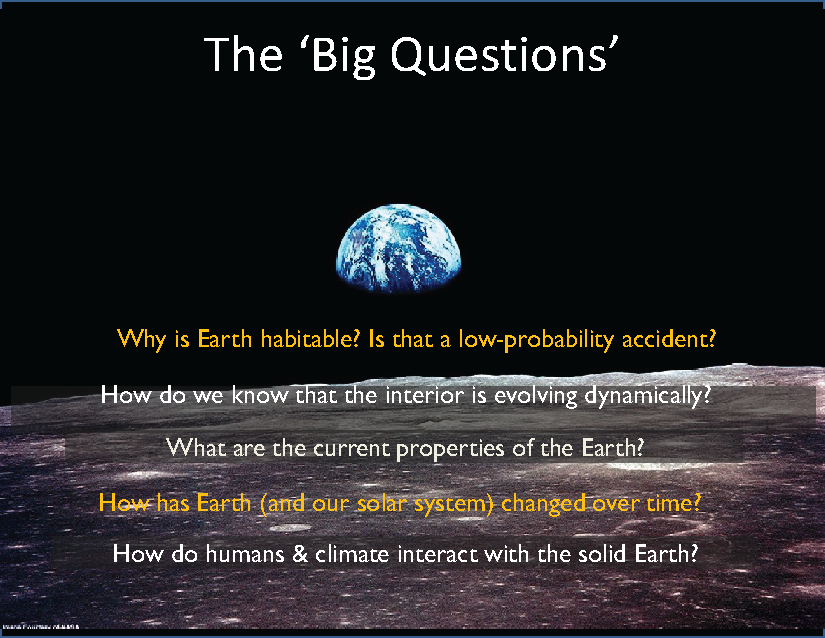 The ‘Big Questions’
Why is Earth habitable? Is that a low-probability accident?
How do we know that the interior is evolving dynamically?
What are the current properties of the Earth?
How has Earth (and our solar system) changed over time?
How do humans & climate interact with the solid Earth?